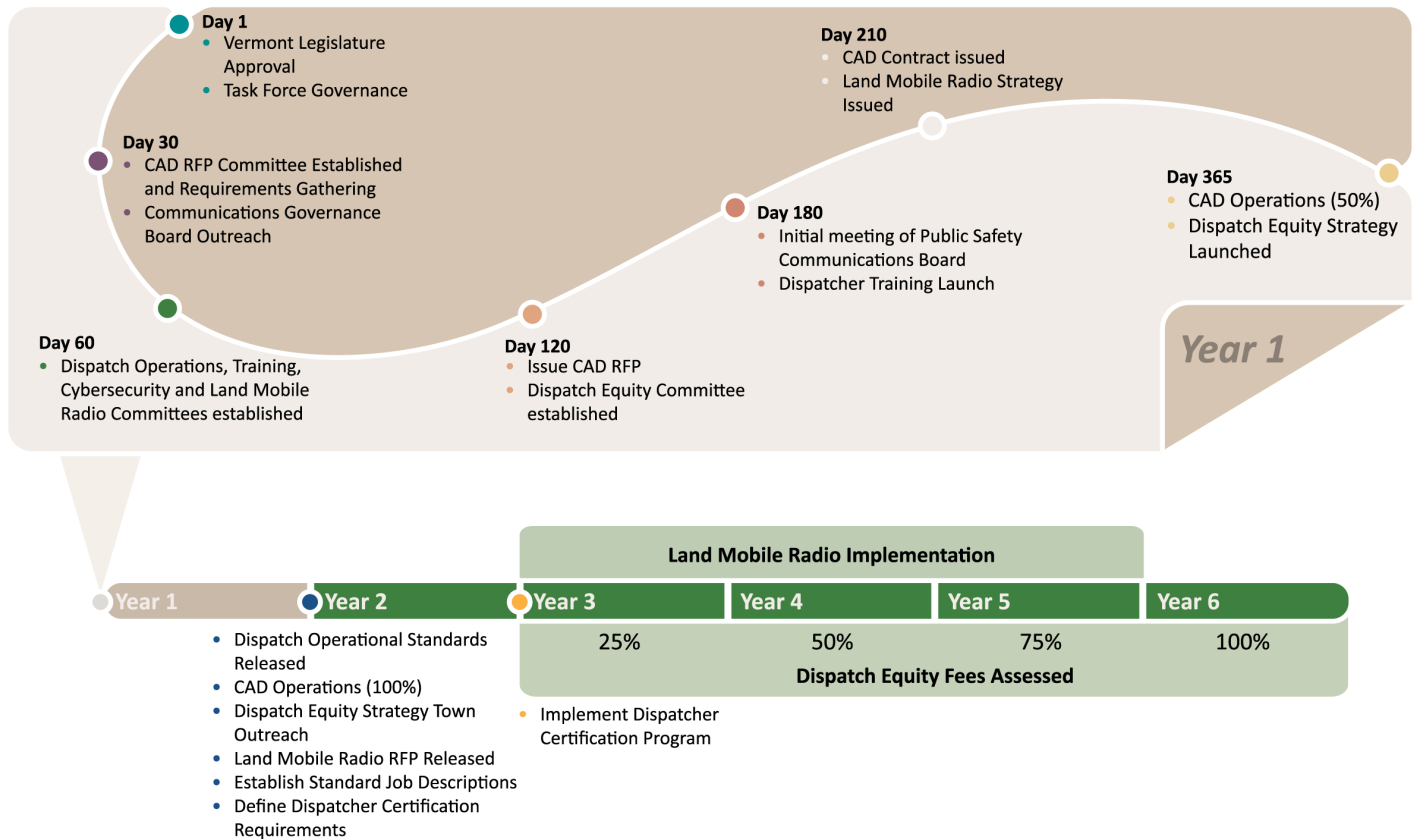 Day 1
• Vermont Legislature
Approval
• Task Force Governance
Day 30
• CAD RFP Committee Established
and Requirements Gathering
• Communications Governance
Board Outreach
Day 60
• Dispatch Operations, Training,
Cybersecurity and Land Mobile
Radio Committees established
Day 120
• Issue CAD RFP
• Dispatch Equity Committee
established
Day 180
• Initial meeting of Public Safety
Communications Board
• Dispatcher Training Launch
Day 210
• CAD Contract issued
• Land Mobile Radio Strategy
Issued
Day 365
• CAD Operations (50%)
• Dispatch Equity Strategy
Launched
Year 1
Land Mobile Radio Implementation
Year 1
Year 2
Year 3
Year 4
Year 5
Year 6
25%
50%
75%
100%
Dispatch Equity Fees Assessed
• Dispatch Operational Standards
Released
• CAD Operations (100%)
• Dispatch Equity Strategy Town
Outreach
• Land Mobile Radio RFP Released
• Establish Standard Job Descriptions
• Define Dispatcher Certification
Requirements
• Implement Dispatcher
Certification Program